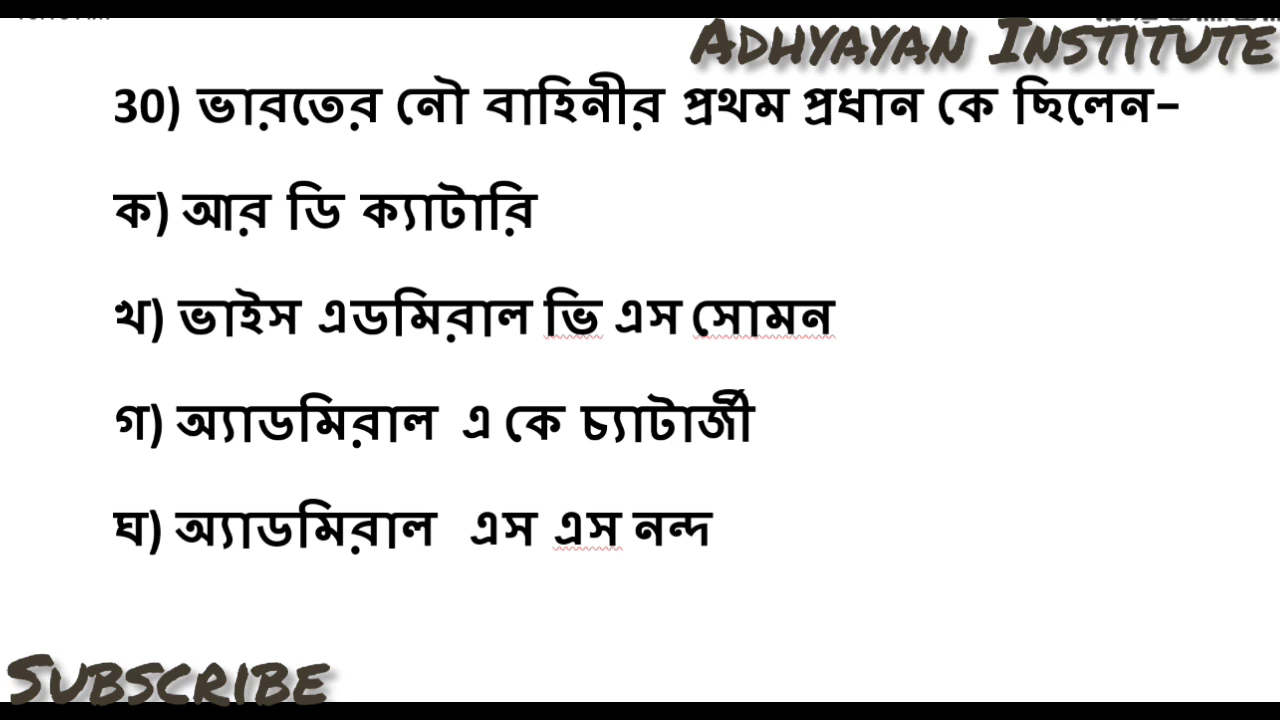 ADHYAYAN INSTITUTE
30) ভারতের নৌ বাহিনীর প্রথম প্রধান কে ছিলেন–
ক) আর ডি ক্যাটারি
খ) ভাইস এডমিরাল ভি এস সোমন
গ) অ্যাডমিরাল এ কে চ্যাটার্জী
ঘ) অ্যাডমিরাল এস এস নন্দ
SUBSCRIBE